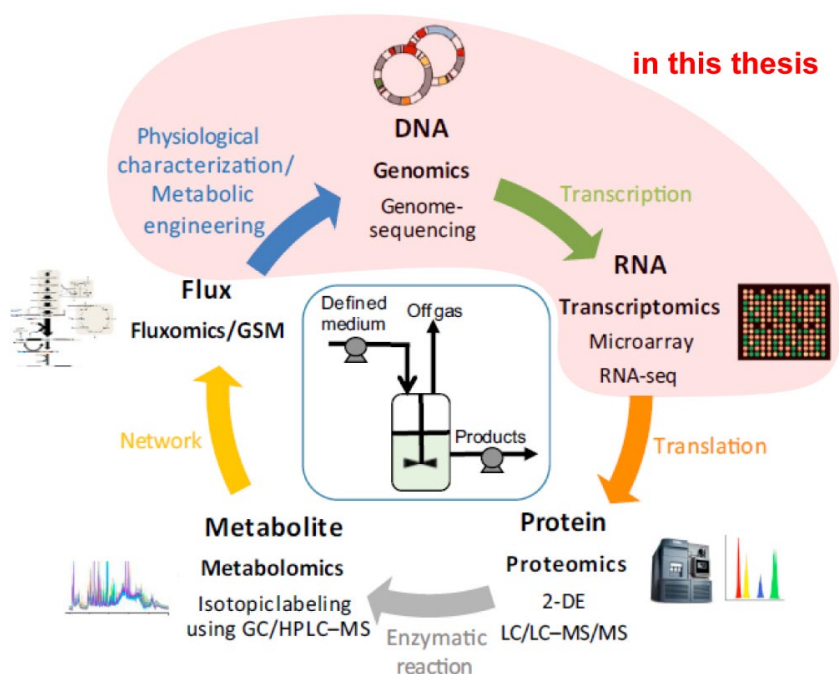 in this thesis
DNA
Genomics
Genome-
sequencing
Physiological
characterization/
Metabolic
engineering
Transcription
RNA
Transcriptomics
Microarray
RNA-seq
Flux
Fluxomics/GSM
Defined
medium
Off gas
Products
Network
Translation
Metabolite
Metabolomics
Isotopic labeling
using GC/HPLC–MS
Protein
Proteomics
2-DE
LC/LC–MS/MS
Enzymatic
reaction